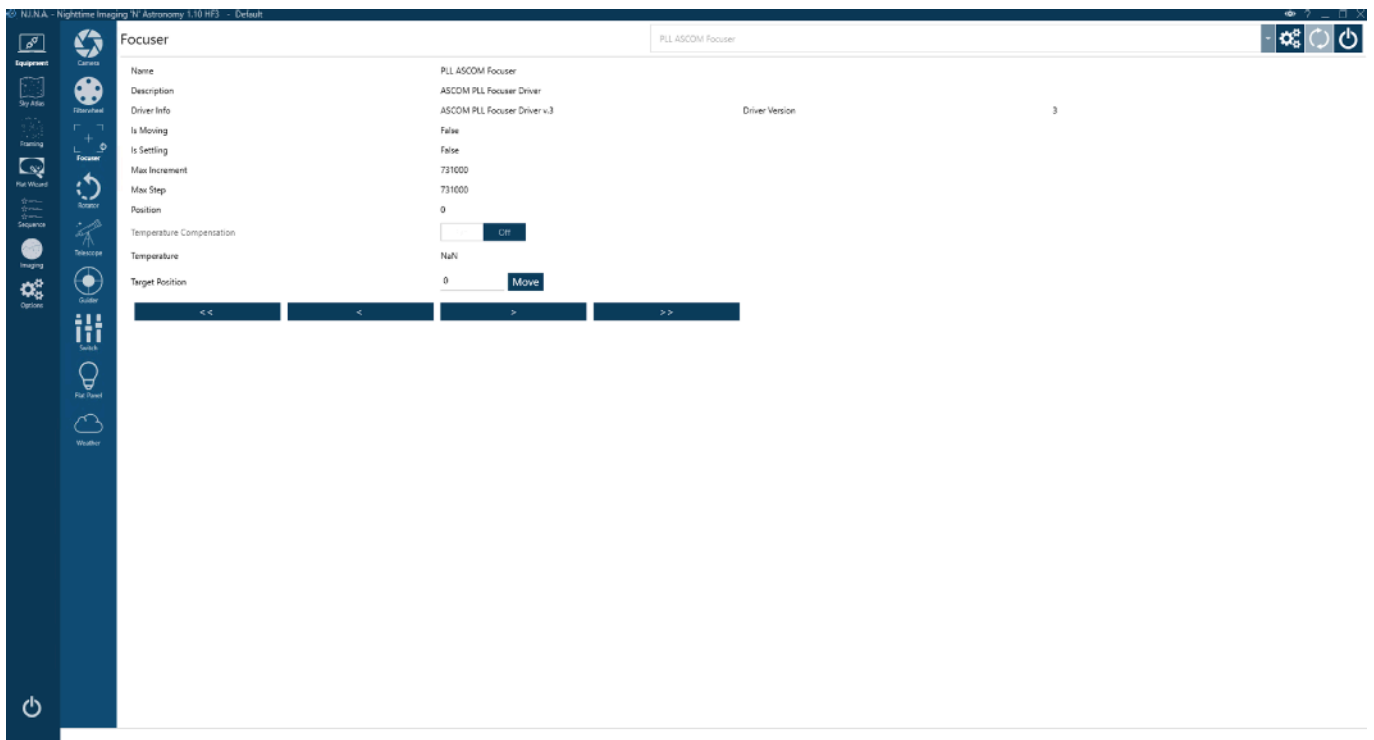 N.I.N.A. - Nighttime Imaging 'N' Astronomy 1.10 HF3 - Default
?
Equipment
Sky Atlas
Framing
Flat Wizard
Sequence
Imaging
Options
Camera
Filterwheel
Focuser
Rotator
Telescope
Guider
Switch
Flat Panel
Weather
Focuser
PLL ASCOM Focuser
Name PLL ASCOM Focuser
Description ASCOM PLL Focuser Driver
Driver Info ASCOM PLL Focuser Driver v.3 Driver Version 3
Is Moving False
Is Settling False
Max Increment 731000
Max Step 731000
Position 0
Temperature Compensation Off
Temperature NaN
Target Position 0 Move
<< < > >>